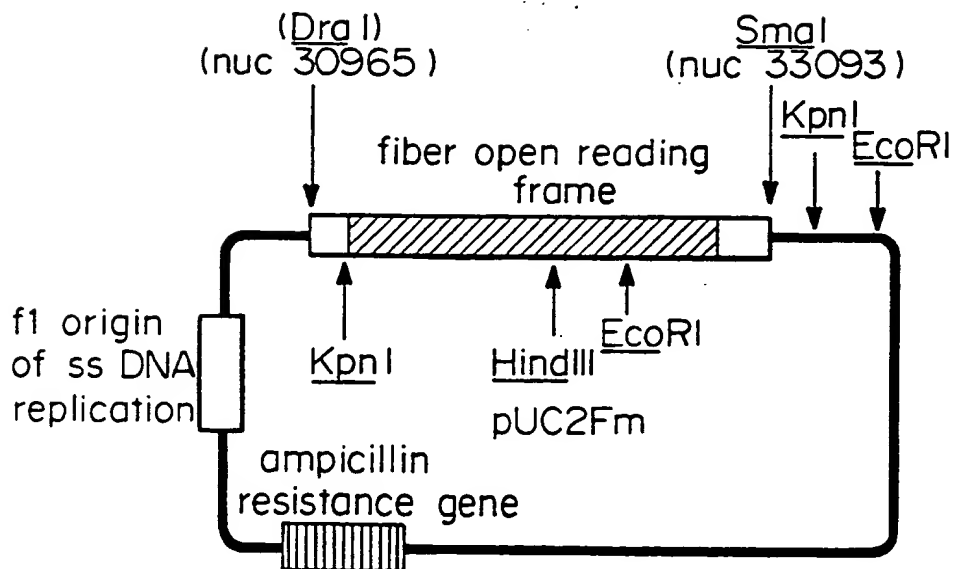 (Dra I)
(nuc 30965)
SmaI
(nuc 33093)
KpnI
EcoRI
fiber open reading
frame
f1 origin
of ss DNA
replication
KpnI
HindIII
EcoRI
pUC2Fm
ampicillin
resistance gene